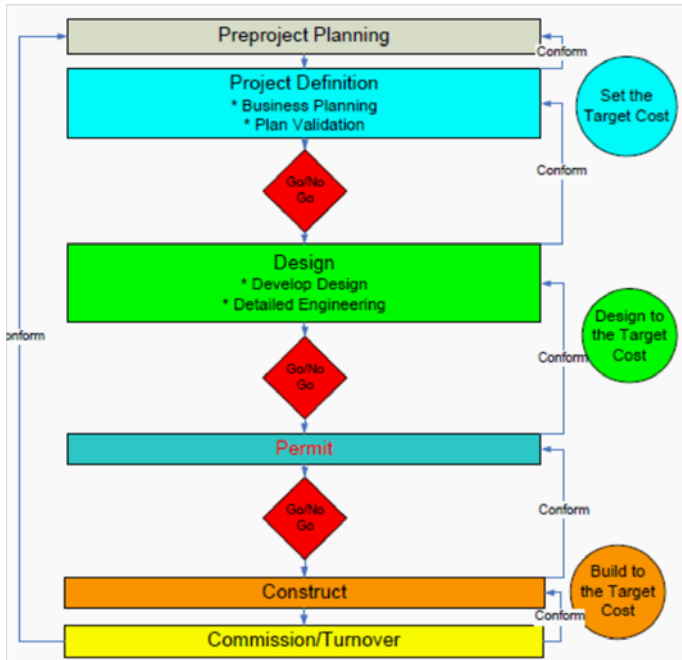 Preproject Planning
Conform
Project Definition
* Business Planning
* Plan Validation
Set the
Target Cost
Go/No
Go
Conform
Design
* Develop Design
* Detailed Engineering
Design to
the Target
Cost
onform
Go/No
Go
Conform
Permit
Go/No
Go
Conform
Construct
Build to
the Target
Cost
Conform
Commission/Turnover